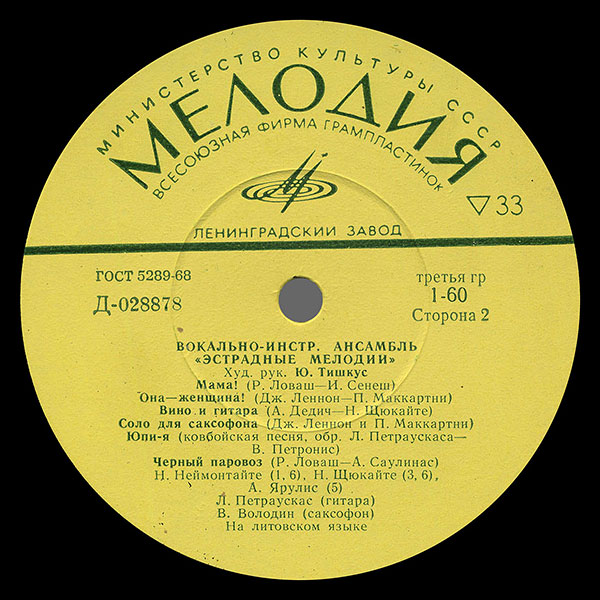 МИНИСТЕРСТВО КУЛЬТУРЫ СССР
МЕЛОДИЯ
ВСЕСОЮЗНАЯ ФИРМА ГРАМПЛАСТИНОК
▽33
ЛЕНИНГРАДСКИЙ ЗАВОД
ГОСТ 5289-68
Д-028878
третья гр
1-60
Сторона 2
ВОКАЛЬНО-ИНСТР. АНСАМБЛЬ
«ЭСТРАДНЫЕ МЕЛОДИИ»
Худ. рук. Ю. Тишкус
Мама! (Р. Ловаш—И. Сенеш)
Она—женщина! (Дж. Леннон—П. Маккартни)
Вино и гитара (А. Дедич—Н. Щюкайте)
Соло для саксофона (Дж. Леннон и П. Маккартни)
Юпи-я (ковбойская песня, обр. Л. Петраускаса—
В. Петронис)
Черный паровоз (Р. Ловаш—А. Саулинас)
Н. Неймонтайте (1, 6), Н. Щюкайте (3, 6),
А. Ярулис (5)
Л. Петраускас (гитара)
В. Володин (саксофон)
На литовском языке